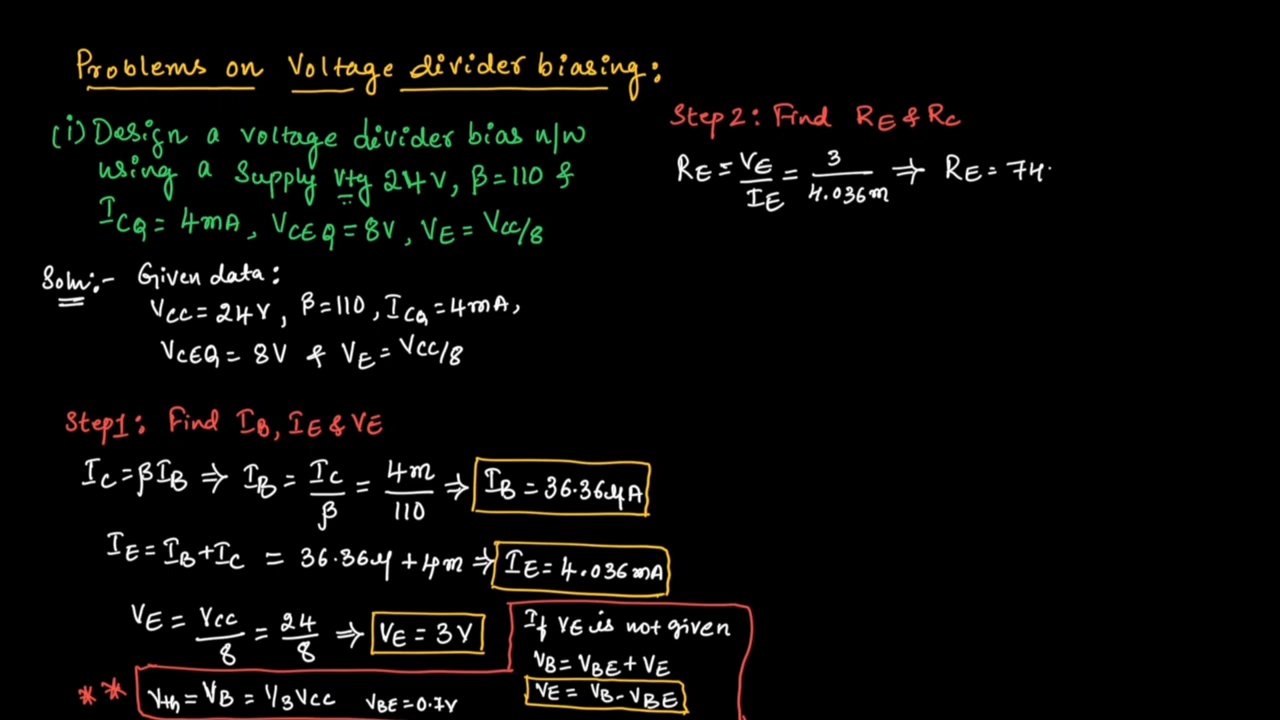 Problems on Voltage divider biasing:
(i) Design a voltage divider bias n/w
using a supply vtg 24V, β=110 &
ICQ = 4mA, VCEQ = 8V, VE = VCC/8
Soln:- Given data:
VCC = 24V, β=110, ICQ = 4mA,
VCEQ = 8V & VE = VCC/8
Step1: Find IB, IE & VE
IC = βIB ⇒ IB = IC/β = 4m/110 ⇒ IB = 36.36μA
IE = IB + IC = 36.36μ + 4m ⇒ IE = 4.036mA
VE = VCC/8 = 24/8 ⇒ VE = 3V
** Vth = VB = 1/3 VCC VBE = 0.7V
If VE is not given
VB = VBE + VE
VE = VB - VBE
Step2: Find RE & RC
RE = VE/IE = 3/4.036m ⇒ RE = 74.